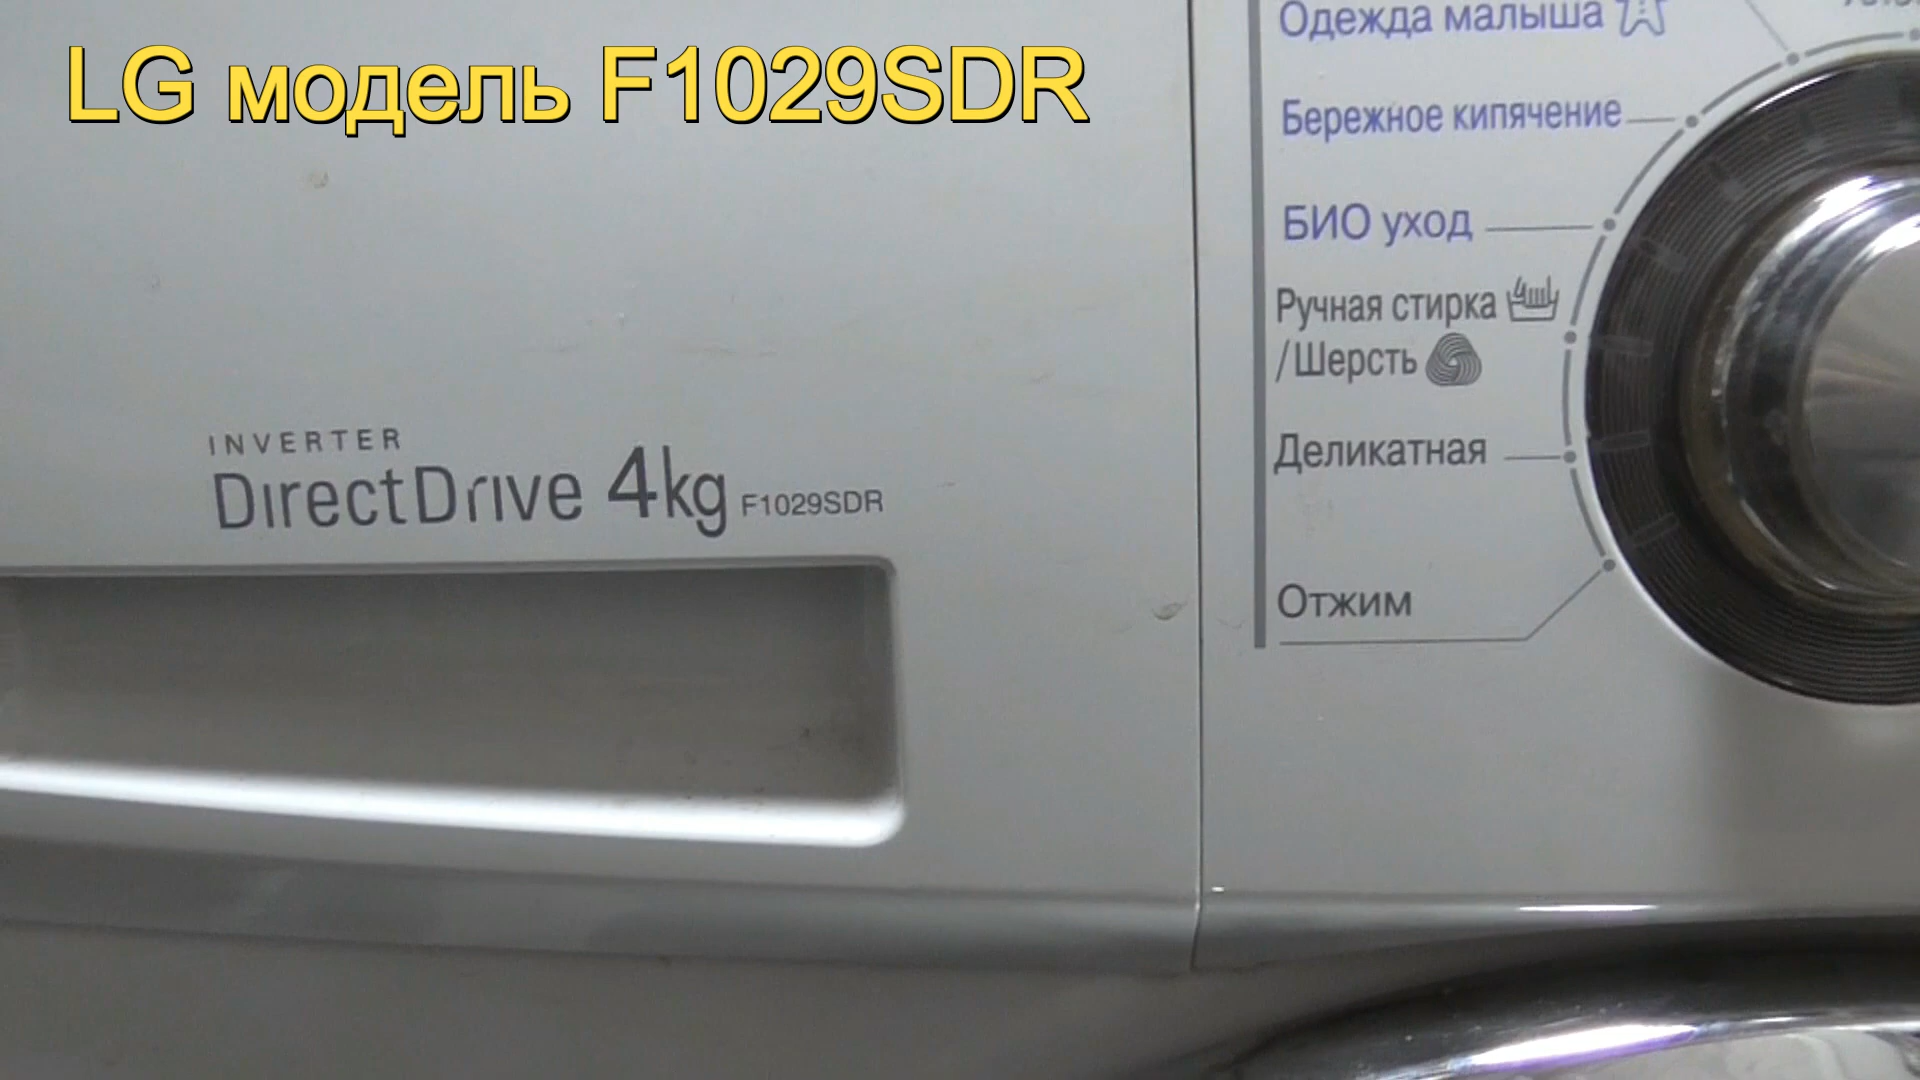 LG модель F1029SDR
Одежда малыша
Бережное кипячение
БИО уход
Ручная стирка
/Шерсть
Деликатная
Отжим
INVERTER
DirectDrive 4kg F1029SDR